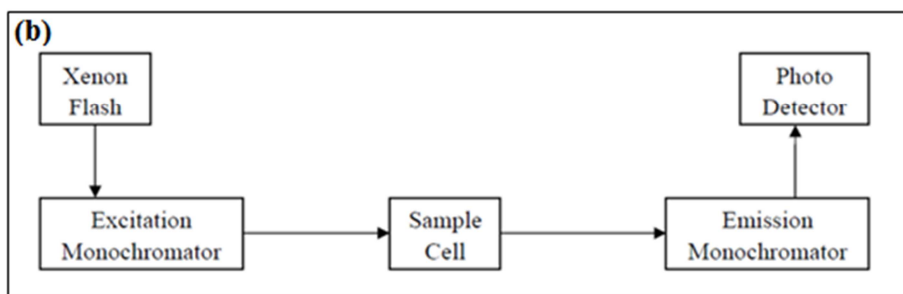 (b)
Xenon
Flash
Photo
Detector
Excitation
Monochromator
Sample
Cell
Emission
Monochromator